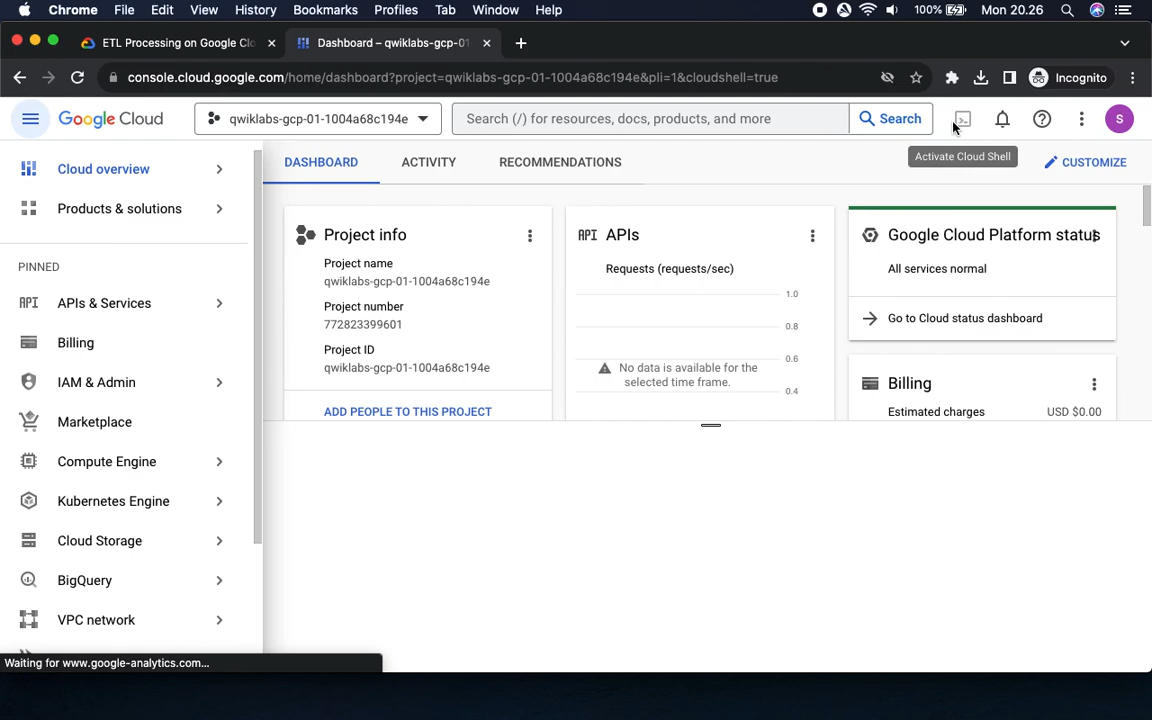 Chrome File Edit View History Bookmarks Profiles Tab Window Help 100% Mon 20.26
ETL Processing on Google Clo Dashboard – qwiklabs-gcp-01
console.cloud.google.com/home/dashboard?project=qwiklabs-gcp-01-1004a68c194e&pli=1&cloudshell=true Incognito
Google Cloud qwiklabs-gcp-01-1004a68c194e Search (/) for resources, docs, products, and more Search S
Activate Cloud Shell
Cloud overview
Products & solutions
PINNED
API APIs & Services
Billing
IAM & Admin
Marketplace
Compute Engine
Kubernetes Engine
Cloud Storage
BigQuery
VPC network
DASHBOARD ACTIVITY RECOMMENDATIONS CUSTOMIZE
Project info
Project name
qwiklabs-gcp-01-1004a68c194e
Project number
772823399601
Project ID
qwiklabs-gcp-01-1004a68c194e
ADD PEOPLE TO THIS PROJECT
API APIs
Requests (requests/sec)
1.0
0.8
0.6
No data is available for the
selected time frame.
0.4
Google Cloud Platform status
All services normal
Go to Cloud status dashboard
Billing
Estimated charges USD $0.00
Waiting for www.google-analytics.com...